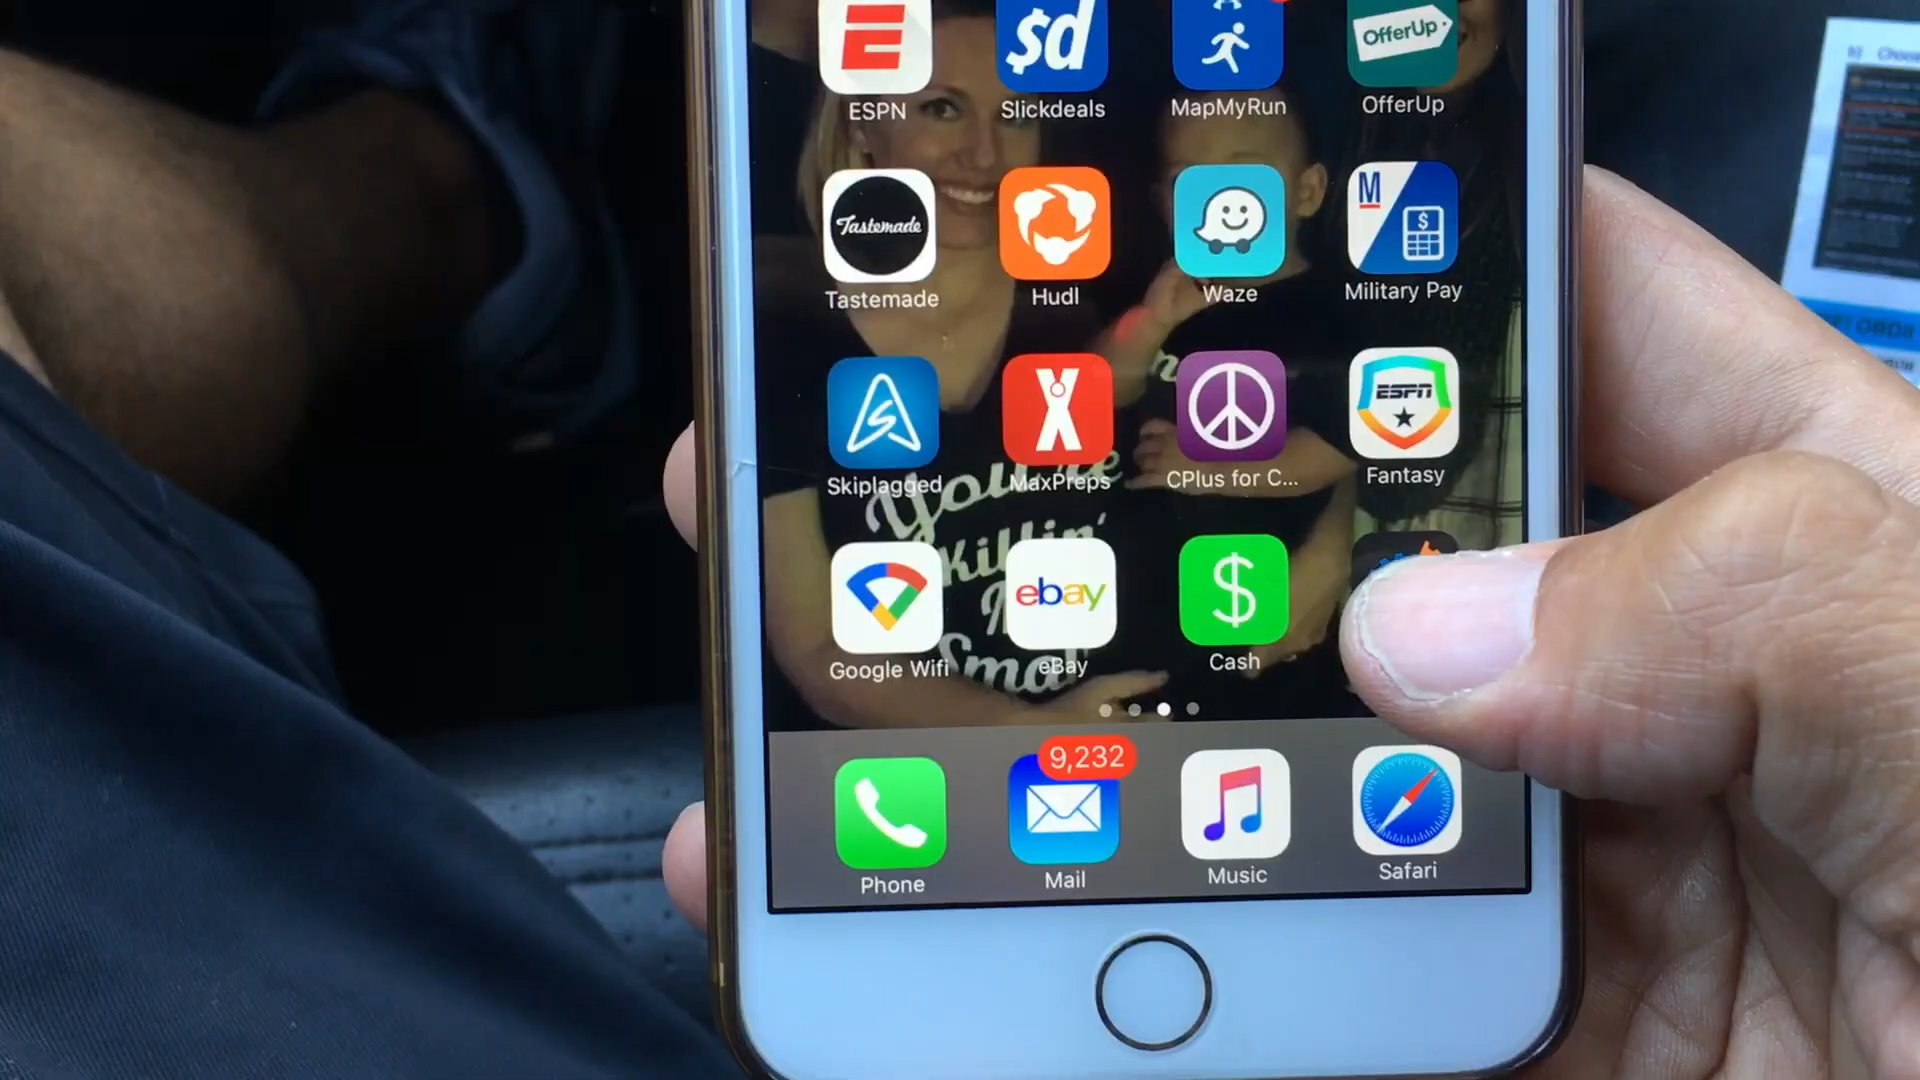 $d
OfferUp
ESPN
Slickdeals
MapMyRun
OfferUp
Tastemade
M
$
Tastemade
Hudl
Waze
Military Pay
ESPN
Skiplagged
MaxPreps
CPlus for C...
Fantasy
You're
Killin'
ebay
$
Smal
Google Wifi
eBay
Cash
9,232
Phone
Mail
Music
Safari